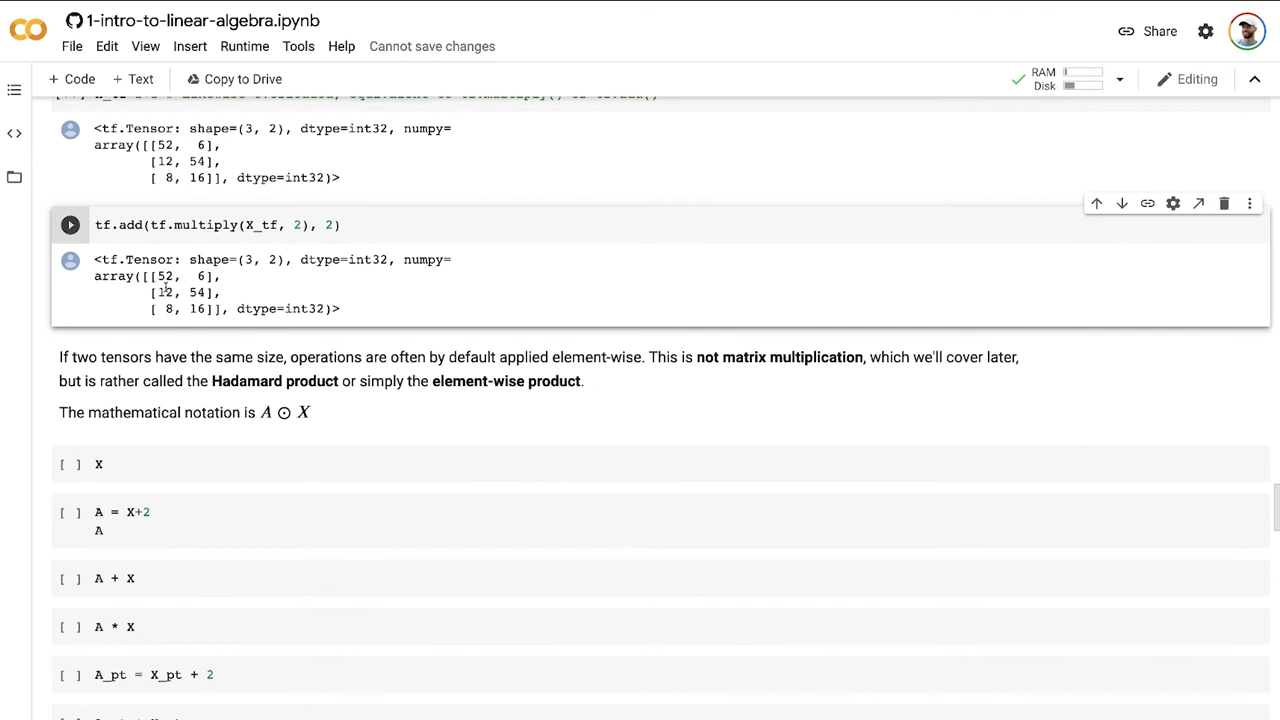 1-intro-to-linear-algebra.ipynb
File Edit View Insert Runtime Tools Help Cannot save changes
Share
+ Code + Text Copy to Drive
RAM
Disk
Editing
<tf.Tensor: shape=(3, 2), dtype=int32, numpy=
array([[52,  6],
       [12, 54],
       [ 8, 16]], dtype=int32)>
tf.add(tf.multiply(X_tf, 2), 2)
<tf.Tensor: shape=(3, 2), dtype=int32, numpy=
array([[52,  6],
       [12, 54],
       [ 8, 16]], dtype=int32)>
If two tensors have the same size, operations are often by default applied element-wise. This is not matrix multiplication, which we'll cover later,
but is rather called the Hadamard product or simply the element-wise product.
The mathematical notation is A ⊙ X
[ ] X
[ ] A = X+2
A
[ ] A + X
[ ] A * X
[ ] A_pt = X_pt + 2